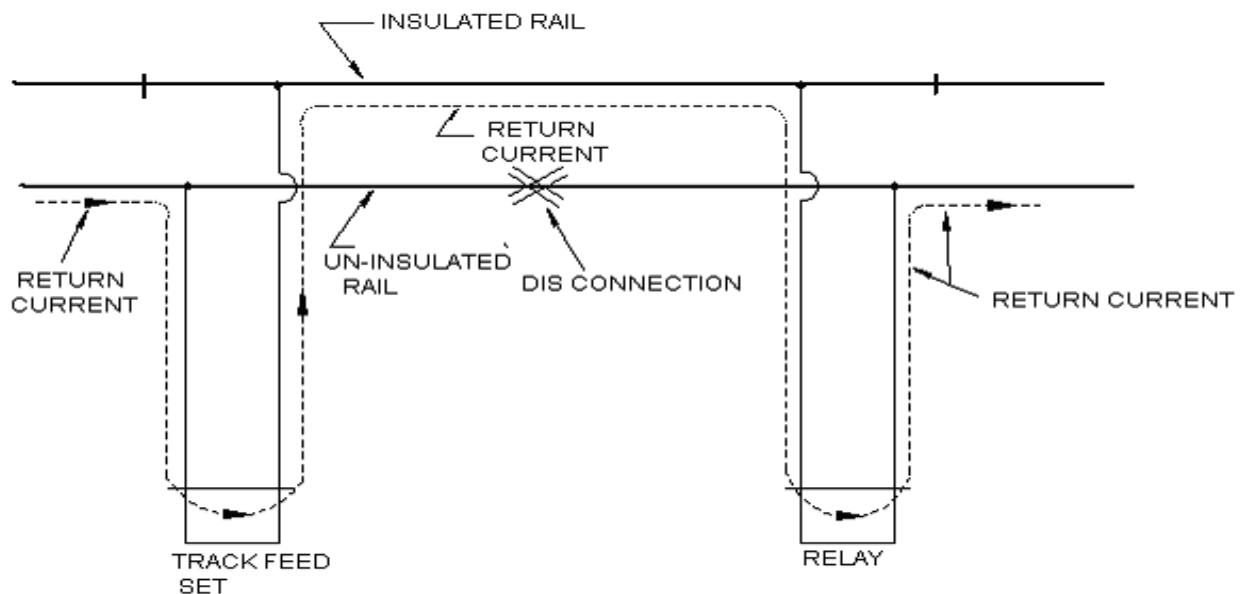 INSULATED RAIL
RETURN
CURRENT
RETURN
CURRENT
UN-INSULATED
RAIL
DIS CONNECTION
RETURN CURRENT
TRACK FEED
SET
RELAY